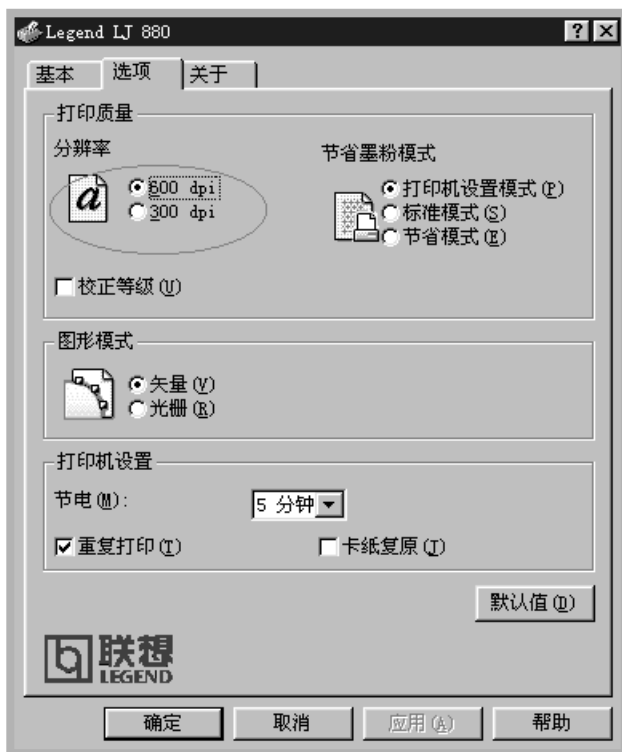 Legend LJ 880
基本 选项 关于
打印质量
分辨率
600 dpi
300 dpi
校正等级(U)
节省墨粉模式
打印机设置模式(P)
标准模式(S)
节省模式(E)
图形模式
矢量(V)
光栅(R)
打印机设置
节电(M): 5 分钟
重复打印(T) 卡纸复原(J)
默认值(D)
联想
LEGEND
确定 取消 应用(A) 帮助